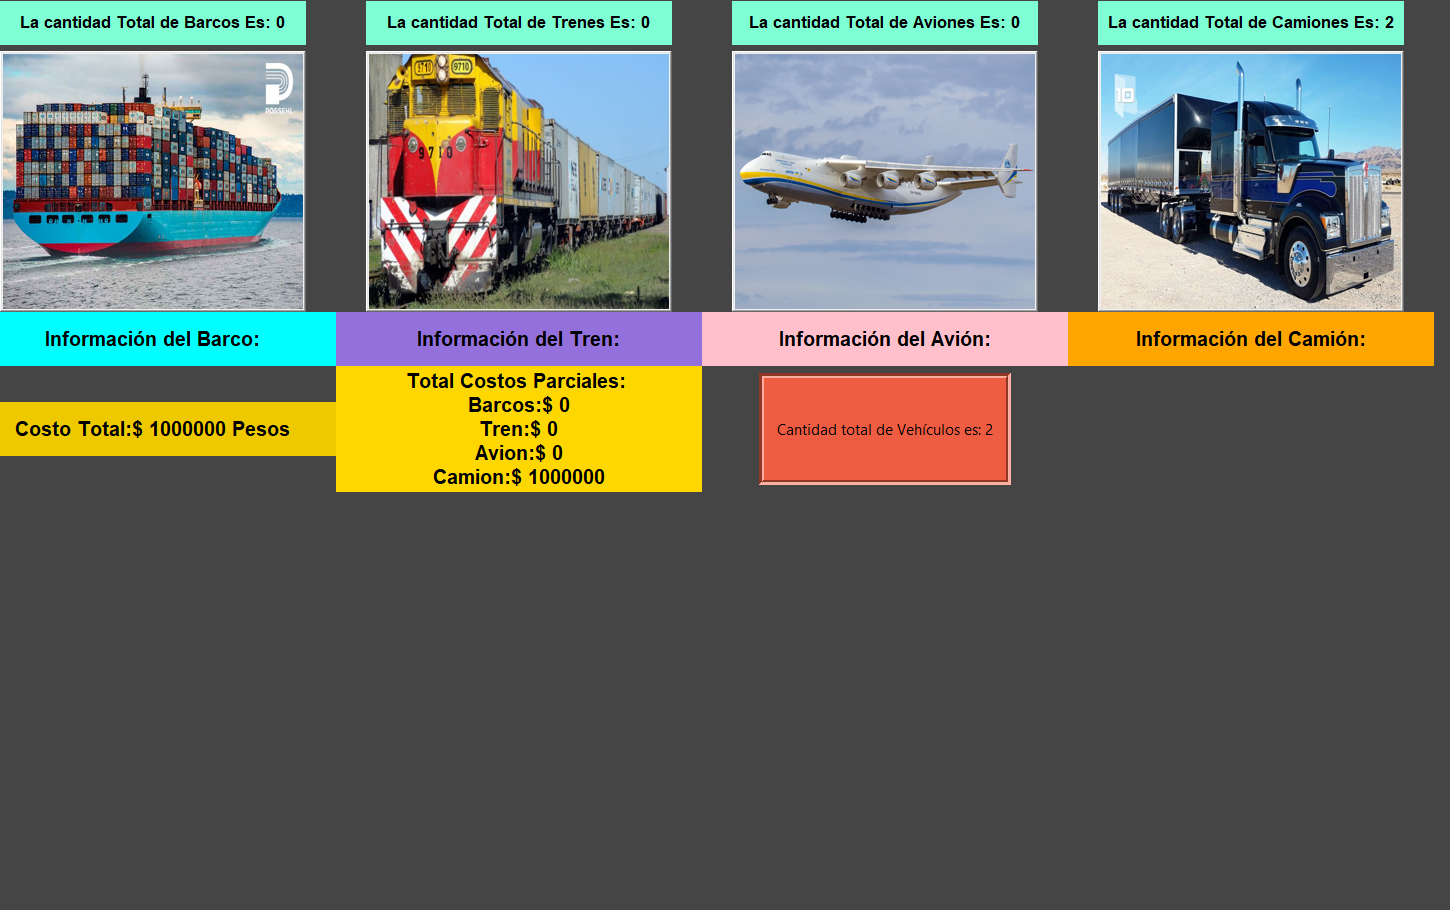 La cantidad Total de Barcos Es: 0
La cantidad Total de Trenes Es: 0
La cantidad Total de Aviones Es: 0
La cantidad Total de Camiones Es: 2
POSSEHL
9710 9710
9710
10
Información del Barco:
Información del Tren:
Información del Avión:
Información del Camión:
Costo Total:$ 1000000 Pesos
Total Costos Parciales:
Barcos:$ 0
Tren:$ 0
Avion:$ 0
Camion:$ 1000000
Cantidad total de Vehículos es: 2